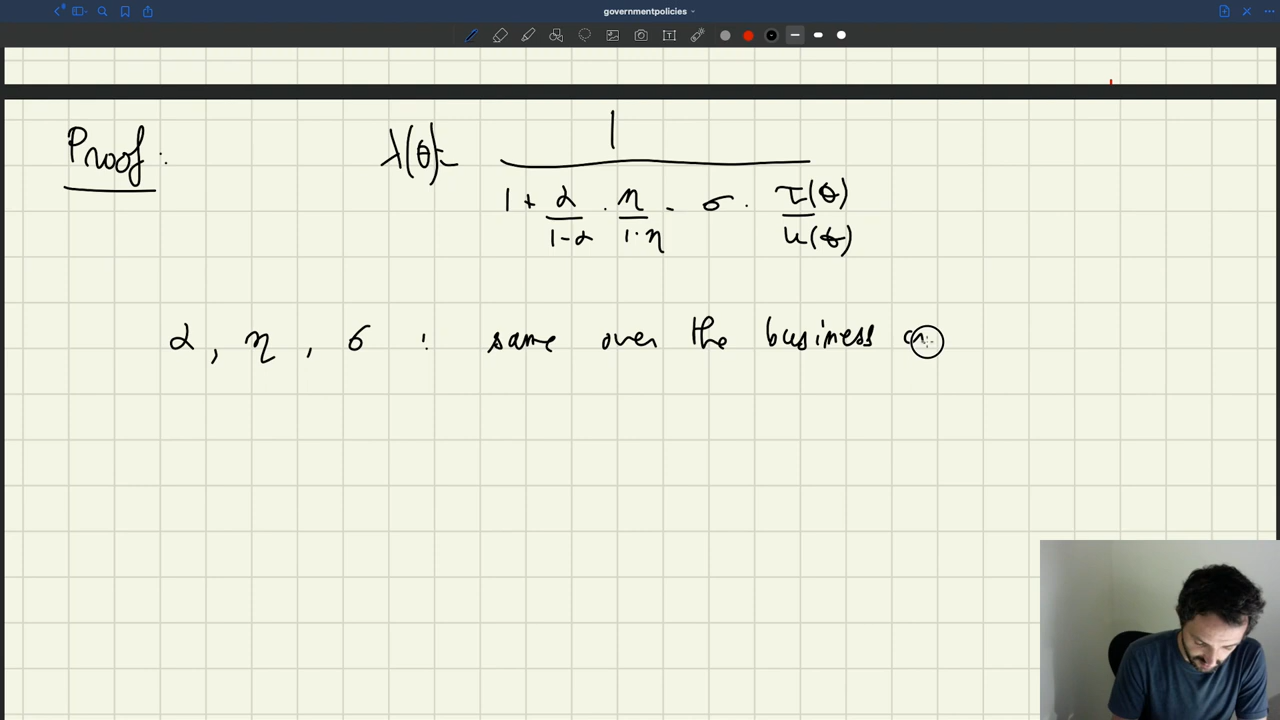 governmentpolicies
Proof:
λ(θ)= 1 / (1 + α/(1-α) · η/(1-η) · σ · τ(θ)/u(θ))
α, η, σ : same over the business